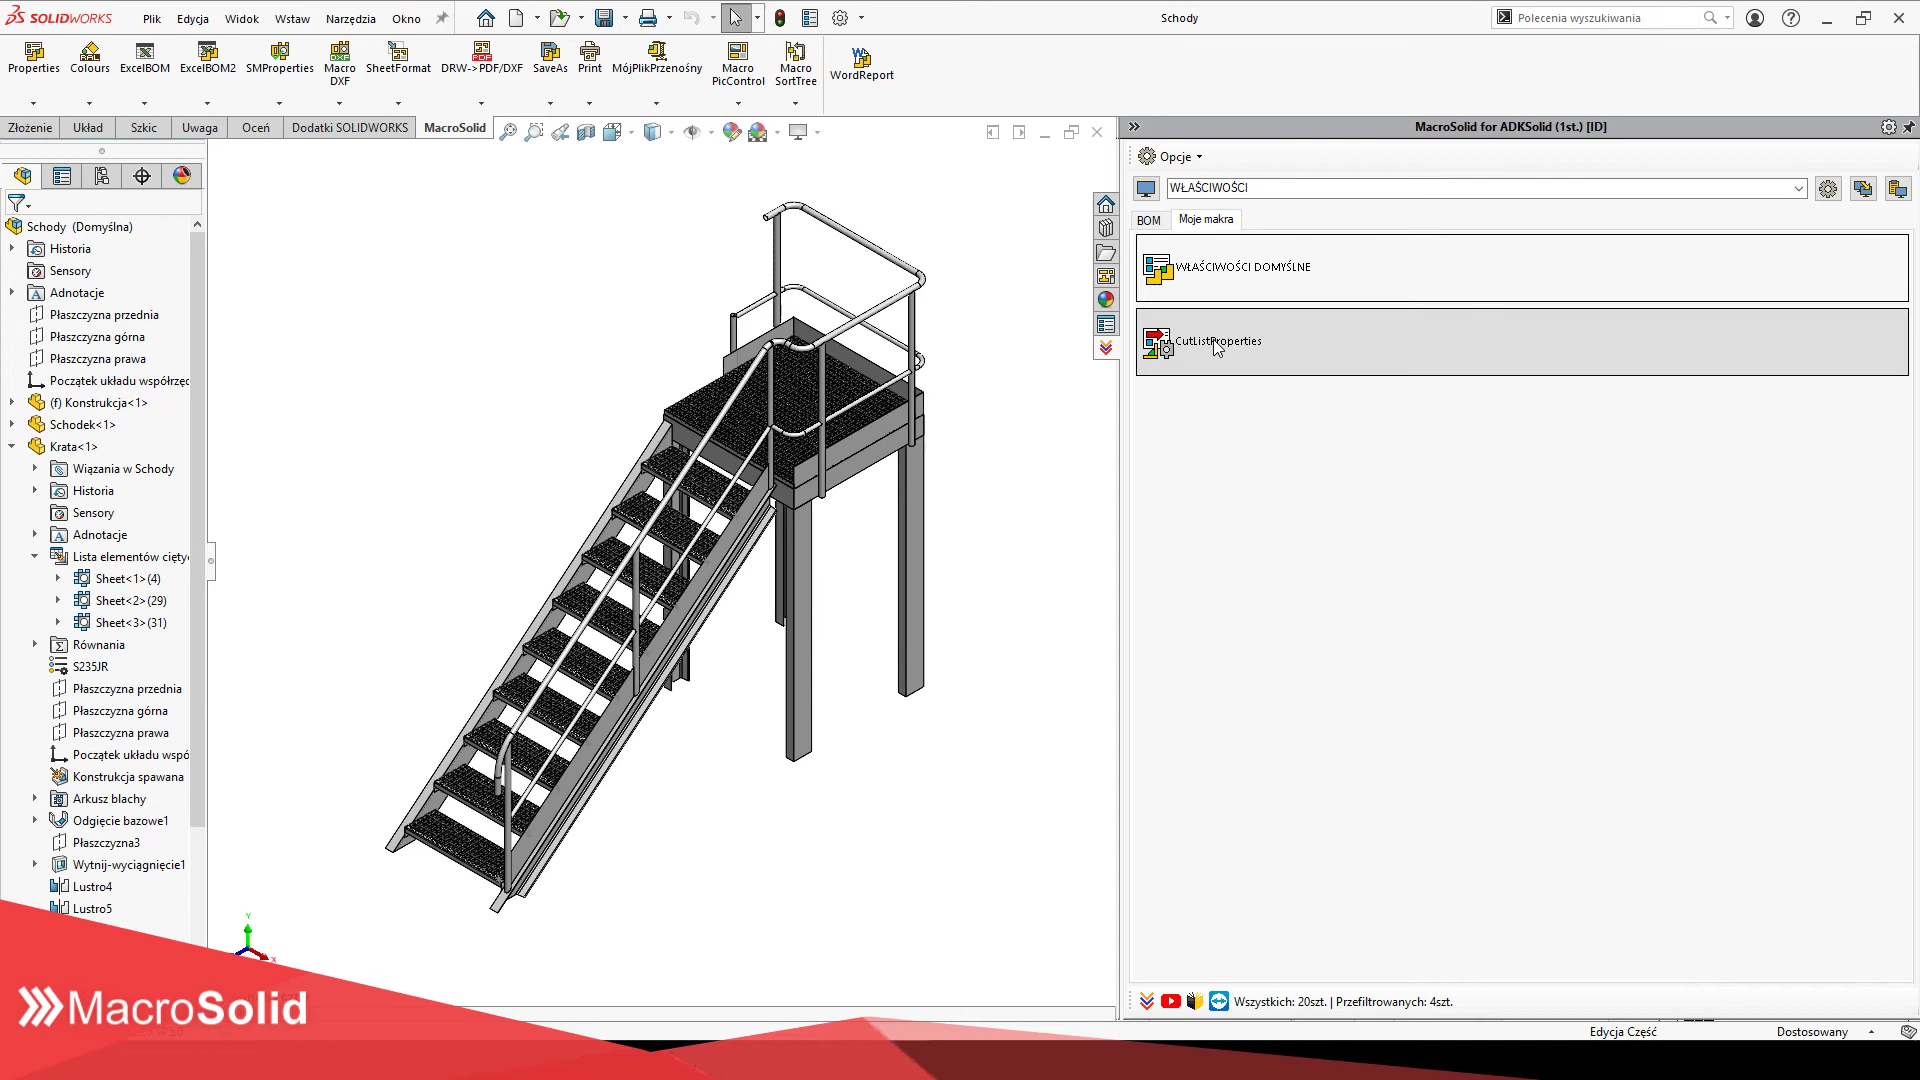 SOLIDWORKS
Plik
Edycja
Widok
Wstaw
Narzędzia
Okno
Schody
Polecenia wyszukiwania
Properties
Colours
ExcelBOM
ExcelBOM2
SMProperties
Macro
DXF
SheetFormat
DRW->PDF/DXF
SaveAs
Print
MójPlikPrzenośny
Macro
PicControl
Macro
SortTree
WordReport
Złożenie
Układ
Szkic
Uwaga
Oceń
Dodatki SOLIDWORKS
MacroSolid
MacroSolid for ADKSolid (1st.) [ID]
Opcje
WŁAŚCIWOŚCI
BOM
Moje makra
WŁAŚCIWOŚCI DOMYŚLNE
CutListProperties
Schody (Domyślna)
Historia
Sensory
Adnotacje
Płaszczyzna przednia
Płaszczyzna górna
Płaszczyzna prawa
Początek układu współrzęc
(f) Konstrukcja<1>
Schodek<1>
Krata<1>
Wiązania w Schody
Historia
Sensory
Adnotacje
Lista elementów cięty
Sheet<1>(4)
Sheet<2>(29)
Sheet<3>(31)
Równania
S235JR
Płaszczyzna przednia
Płaszczyzna górna
Płaszczyzna prawa
Początek układu wspó
Konstrukcja spawana
Arkusz blachy
Odgięcie bazowe1
Płaszczyzna3
Wytnij-wyciągnięcie1
Lustro4
Lustro5
Y
X
MacroSolid
Wszystkich: 20szt. | Przefiltrowanych: 4szt.
Edycja Część
Dostosowany